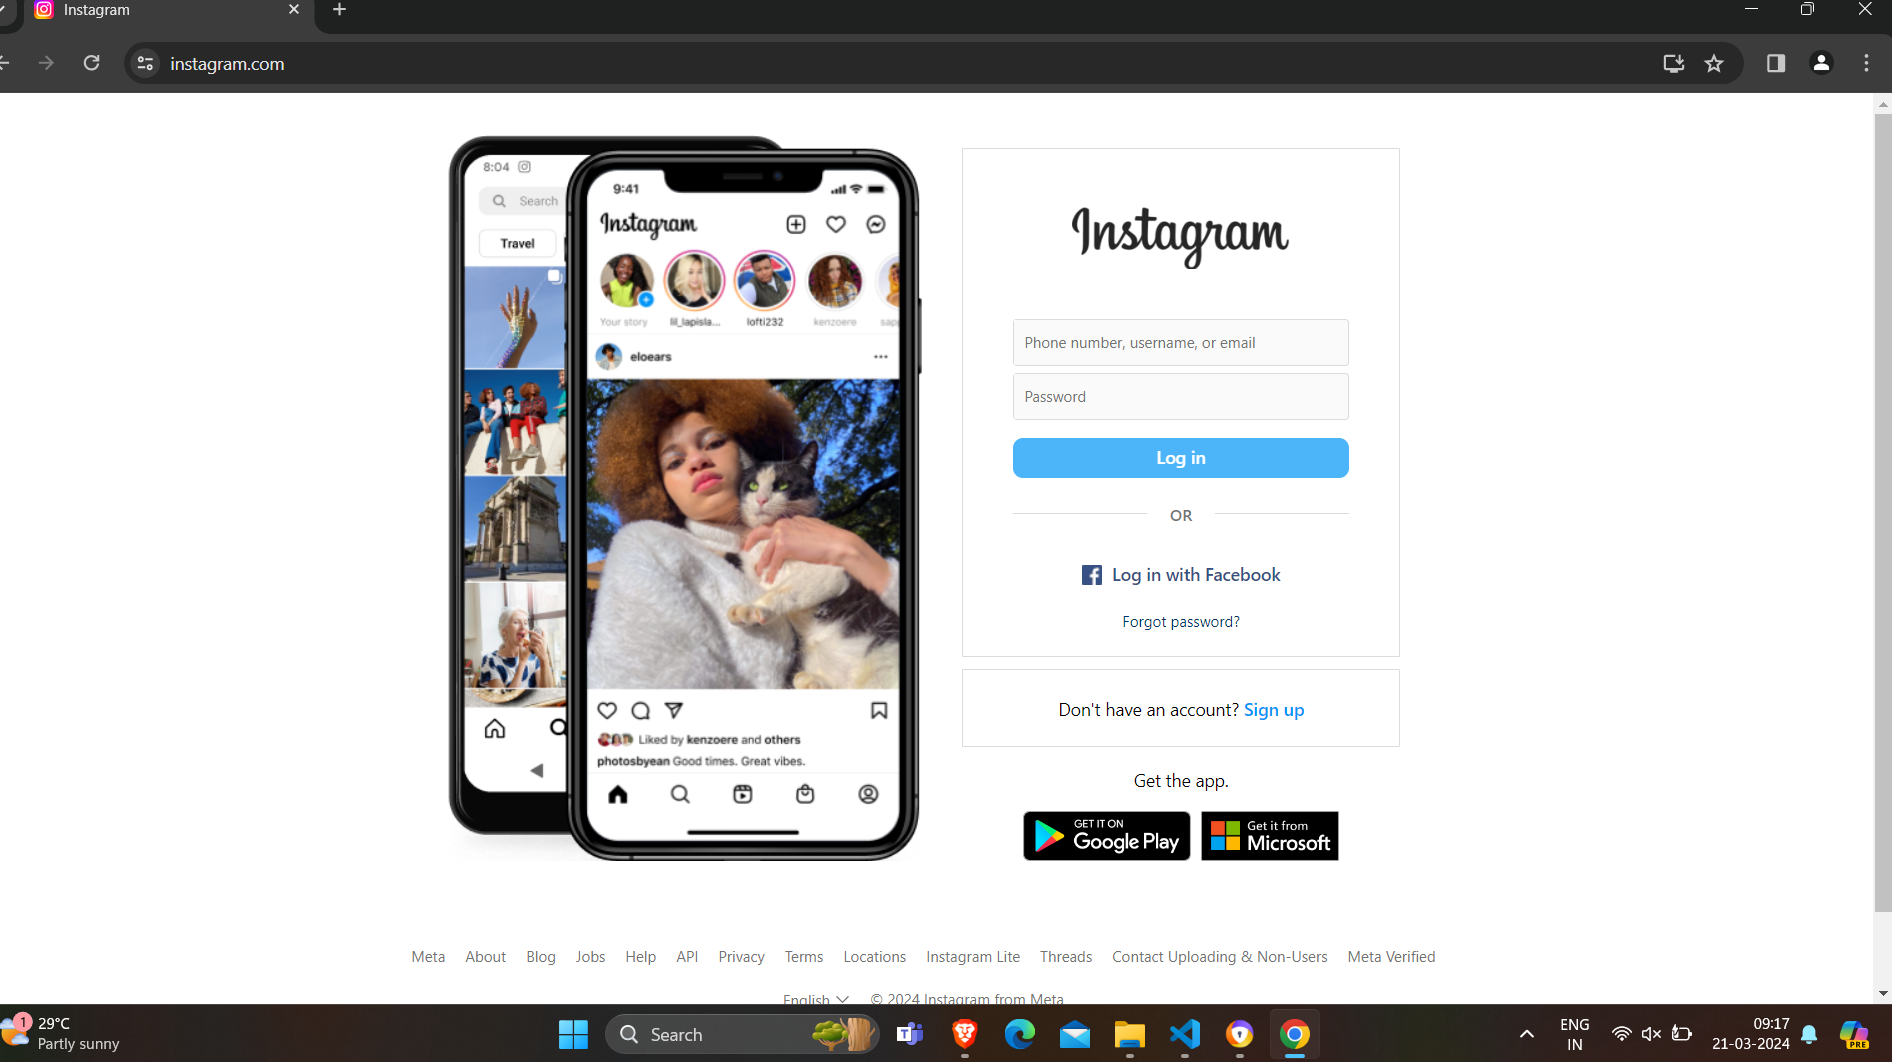 Instagram
instagram.com
8:04
Search
Travel
9:41
Instagram
Your story lil_lapisla... lofti232 kenzoere sapp
eloears
Liked by kenzoere and others
photosbyean Good times. Great vibes.
Instagram
Phone number, username, or email
Password
Log in
OR
Log in with Facebook
Forgot password?
Don't have an account? Sign up
Get the app.
GET IT ON
Google Play
Get it from
Microsoft
Meta About Blog Jobs Help API Privacy Terms Locations Instagram Lite Threads Contact Uploading & Non-Users Meta Verified
English © 2024 Instagram from Meta
1
29°C
Partly sunny
Search
ENG
IN
09:17
21-03-2024
PRE